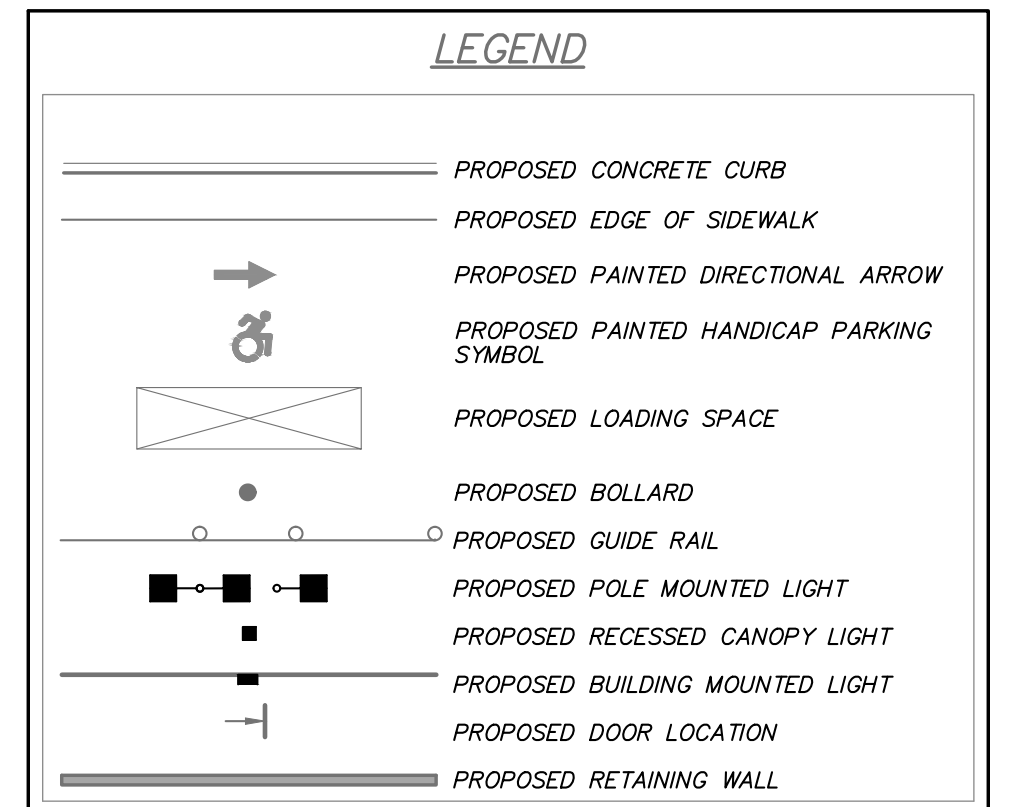 LEGEND
PROPOSED CONCRETE CURB
PROPOSED EDGE OF SIDEWALK
PROPOSED PAINTED DIRECTIONAL ARROW
PROPOSED PAINTED HANDICAP PARKING
SYMBOL
PROPOSED LOADING SPACE
PROPOSED BOLLARD
PROPOSED GUIDE RAIL
PROPOSED POLE MOUNTED LIGHT
PROPOSED RECESSED CANOPY LIGHT
PROPOSED BUILDING MOUNTED LIGHT
PROPOSED DOOR LOCATION
PROPOSED RETAINING WALL